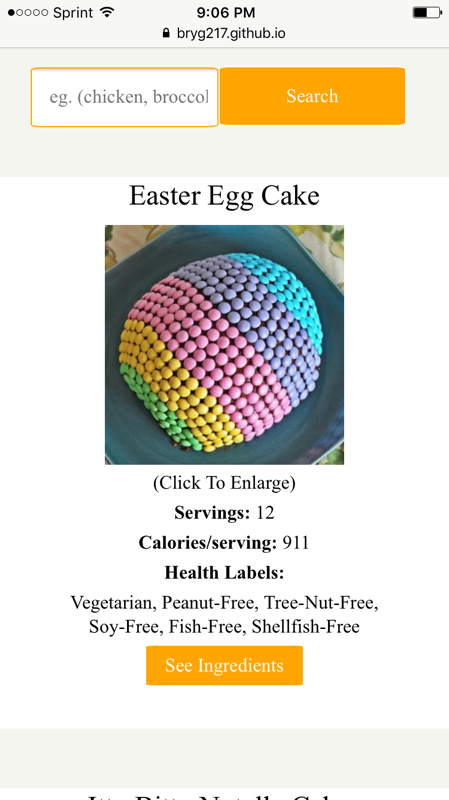 Sprint 9:06 PM
bryg217.github.io
eg. (chicken, broccol
Search
Easter Egg Cake
(Click To Enlarge)
Servings: 12
Calories/serving: 911
Health Labels:
Vegetarian, Peanut-Free, Tree-Nut-Free,
Soy-Free, Fish-Free, Shellfish-Free
See Ingredients